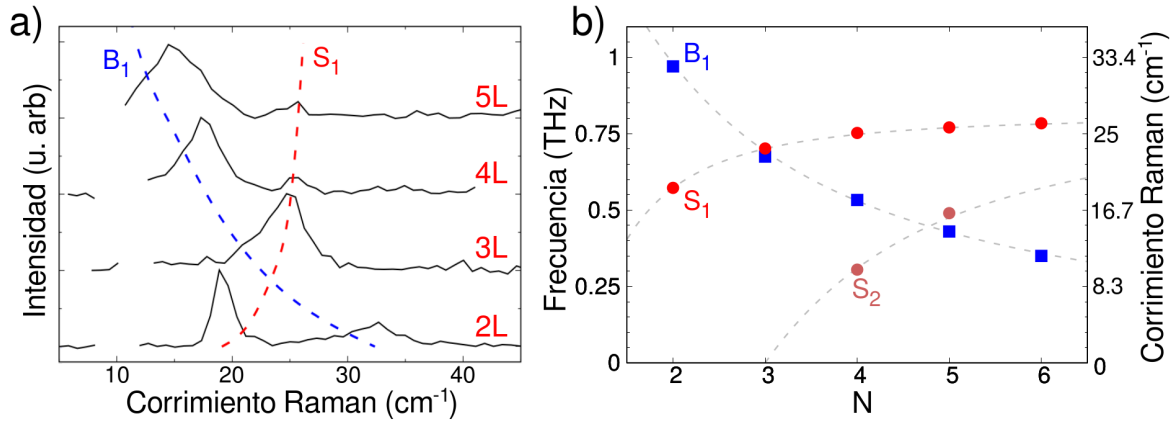 a)
Intensidad (u. arb)
B₁
S₁
5L
4L
3L
2L
10
20
30
40
Corrimiento Raman (cm⁻¹)
b)
Frecuencia (THz)
1
0.75
0.5
0.25
0
B₁
S₁
S₂
2
3
4
5
6
N
33.4
25
16.7
8.3
0
Corrimiento Raman (cm⁻¹)